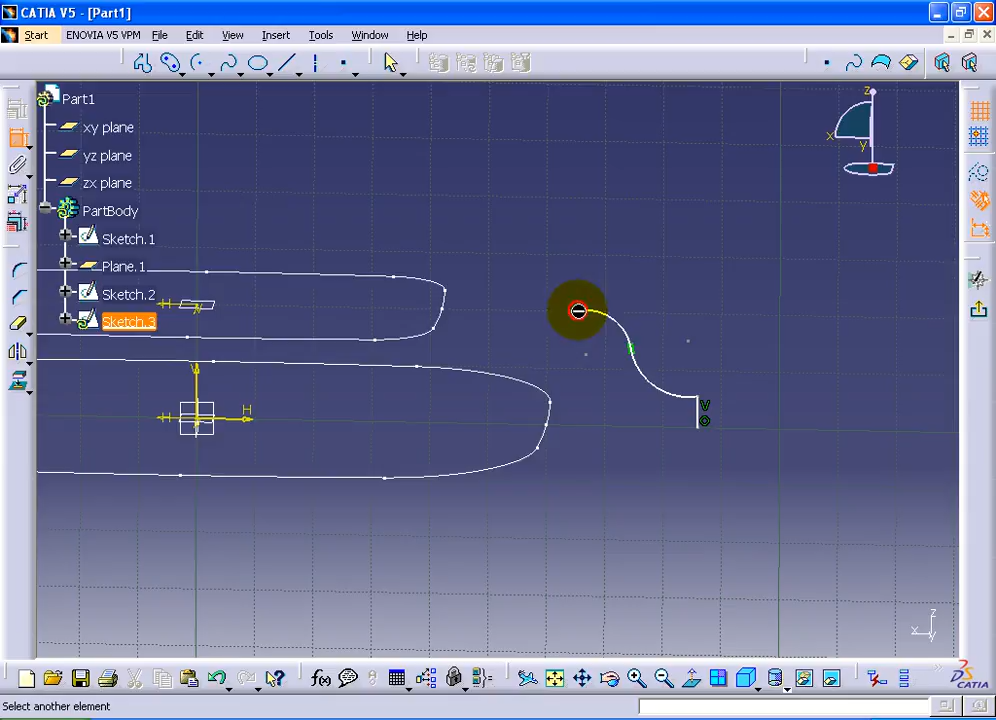 CATIA V5 - [Part1]
Start ENOVIA V5 VPM File Edit View Insert Tools Window Help
Part1
xy plane
yz plane
zx plane
PartBody
Sketch.1
Plane.1
Sketch.2
Sketch.3
z
x
y
H
V
H
H
V
z
x
y
f(x)
CATIA
Select another element